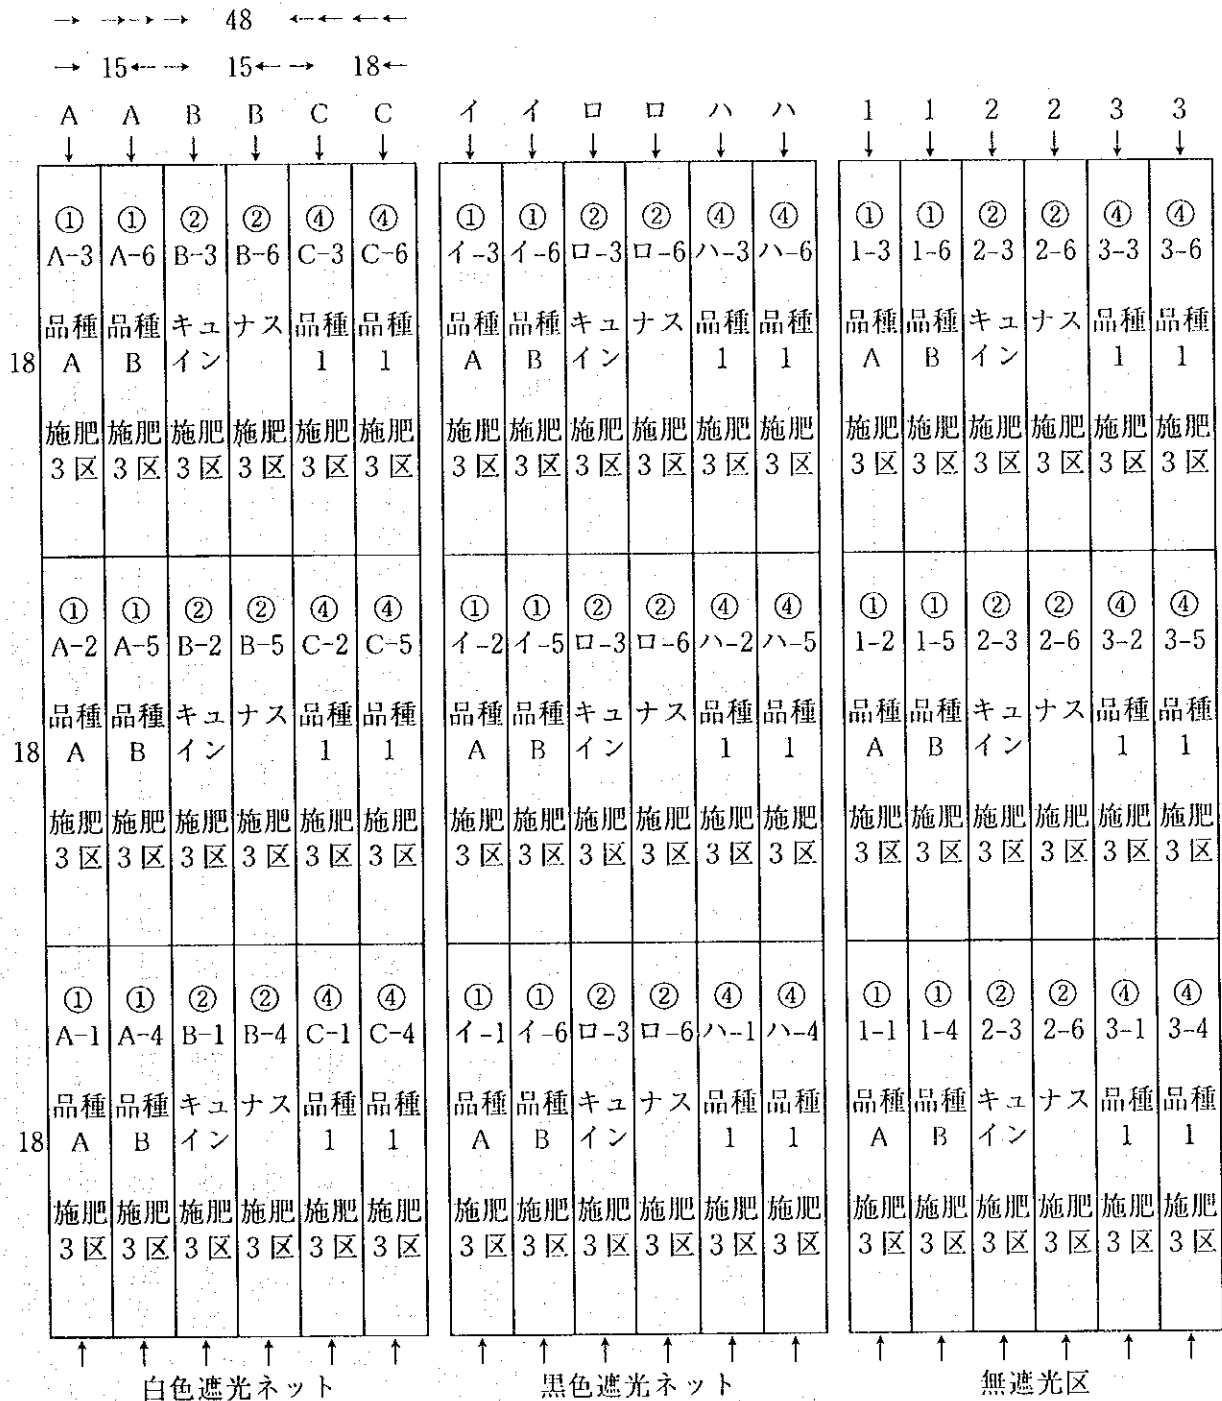 → →→→ → 48 ←←← ←←
→ 15←→ 15←→ 18←
A A B B C C イ イ ロ ロ ハ ハ 1 1 2 2 3 3
↓ ↓ ↓ ↓ ↓ ↓ ↓ ↓ ↓ ↓ ↓ ↓ ↓ ↓ ↓ ↓ ↓ ↓
① ① ② ② ④ ④ ① ① ② ② ④ ④ ① ① ② ② ④ ④
A-3 A-6 B-3 B-6 C-3 C-6 イ-3 イ-6 ロ-3 ロ-6 ハ-3 ハ-6 1-3 1-6 2-3 2-6 3-3 3-6
品種 品種 キュ ナス 品種 品種 品種 品種 キュ ナス 品種 品種 品種 品種 キュ ナス 品種 品種
18 A B イン 1 1 A B イン 1 1 A B イン 1 1
施肥 施肥 施肥 施肥 施肥 施肥 施肥 施肥 施肥 施肥 施肥 施肥 施肥 施肥 施肥 施肥 施肥 施肥
3区 3区 3区 3区 3区 3区 3区 3区 3区 3区 3区 3区 3区 3区 3区 3区 3区 3区
① ① ② ② ④ ④ ① ① ② ② ④ ④ ① ① ② ② ④ ④
A-2 A-5 B-2 B-5 C-2 C-5 イ-2 イ-5 ロ-3 ロ-6 ハ-2 ハ-5 1-2 1-5 2-3 2-6 3-2 3-5
品種 品種 キュ ナス 品種 品種 品種 品種 キュ ナス 品種 品種 品種 品種 キュ ナス 品種 品種
18 A B イン 1 1 A B イン 1 1 A B イン 1 1
施肥 施肥 施肥 施肥 施肥 施肥 施肥 施肥 施肥 施肥 施肥 施肥 施肥 施肥 施肥 施肥 施肥 施肥
3区 3区 3区 3区 3区 3区 3区 3区 3区 3区 3区 3区 3区 3区 3区 3区 3区 3区
① ① ② ② ④ ④ ① ① ② ② ④ ④ ① ① ② ② ④ ④
A-1 A-4 B-1 B-4 C-1 C-4 イ-1 イ-6 ロ-3 ロ-6 ハ-1 ハ-4 1-1 1-4 2-3 2-6 3-1 3-4
品種 品種 キュ ナス 品種 品種 品種 品種 キュ ナス 品種 品種 品種 品種 キュ ナス 品種 品種
18 A B イン 1 1 A B イン 1 1 A B イン 1 1
施肥 施肥 施肥 施肥 施肥 施肥 施肥 施肥 施肥 施肥 施肥 施肥 施肥 施肥 施肥 施肥 施肥 施肥
3区 3区 3区 3区 3区 3区 3区 3区 3区 3区 3区 3区 3区 3区 3区 3区 3区 3区
↑ ↑ ↑ ↑ ↑ ↑ ↑ ↑ ↑ ↑ ↑ ↑ ↑ ↑ ↑ ↑ ↑ ↑
白色遮光ネット 黒色遮光ネット 無遮光区